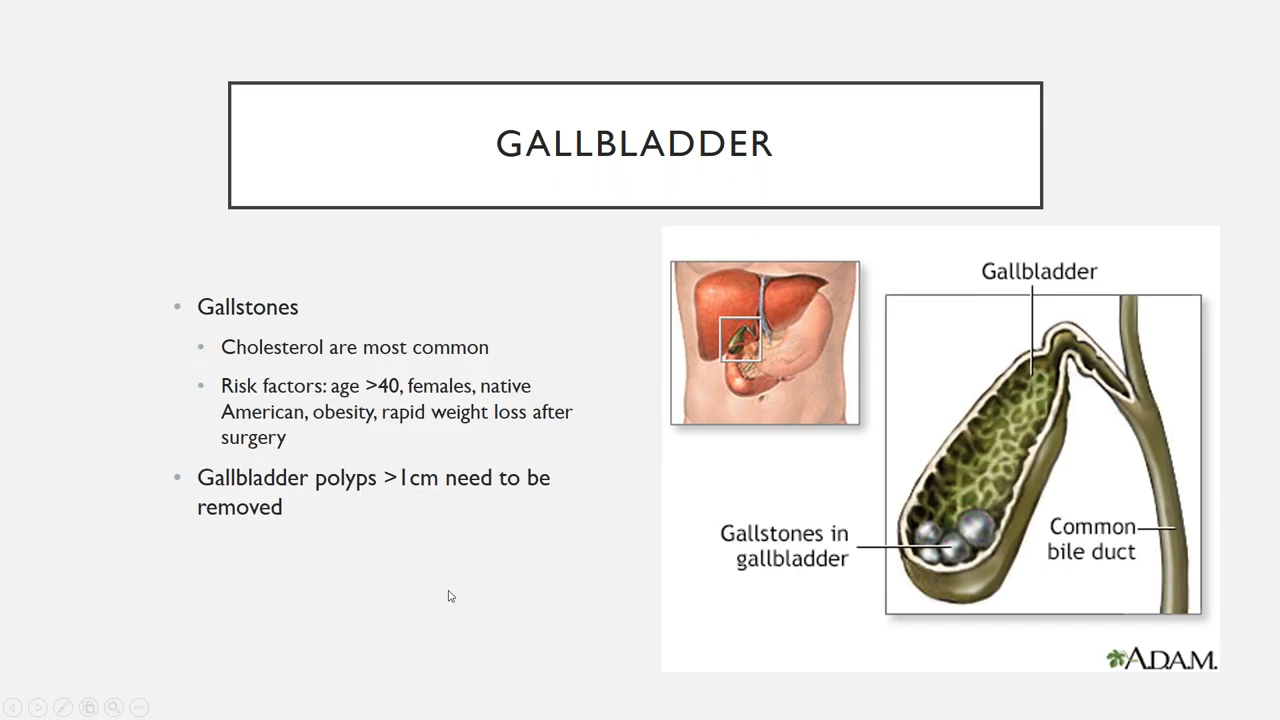 GALLBLADDER
• Gallstones
• Cholesterol are most common
• Risk factors: age >40, females, native
American, obesity, rapid weight loss after
surgery
• Gallbladder polyps >1cm need to be
removed
Gallbladder
Gallstones in
gallbladder
Common
bile duct
A.D.A.M.